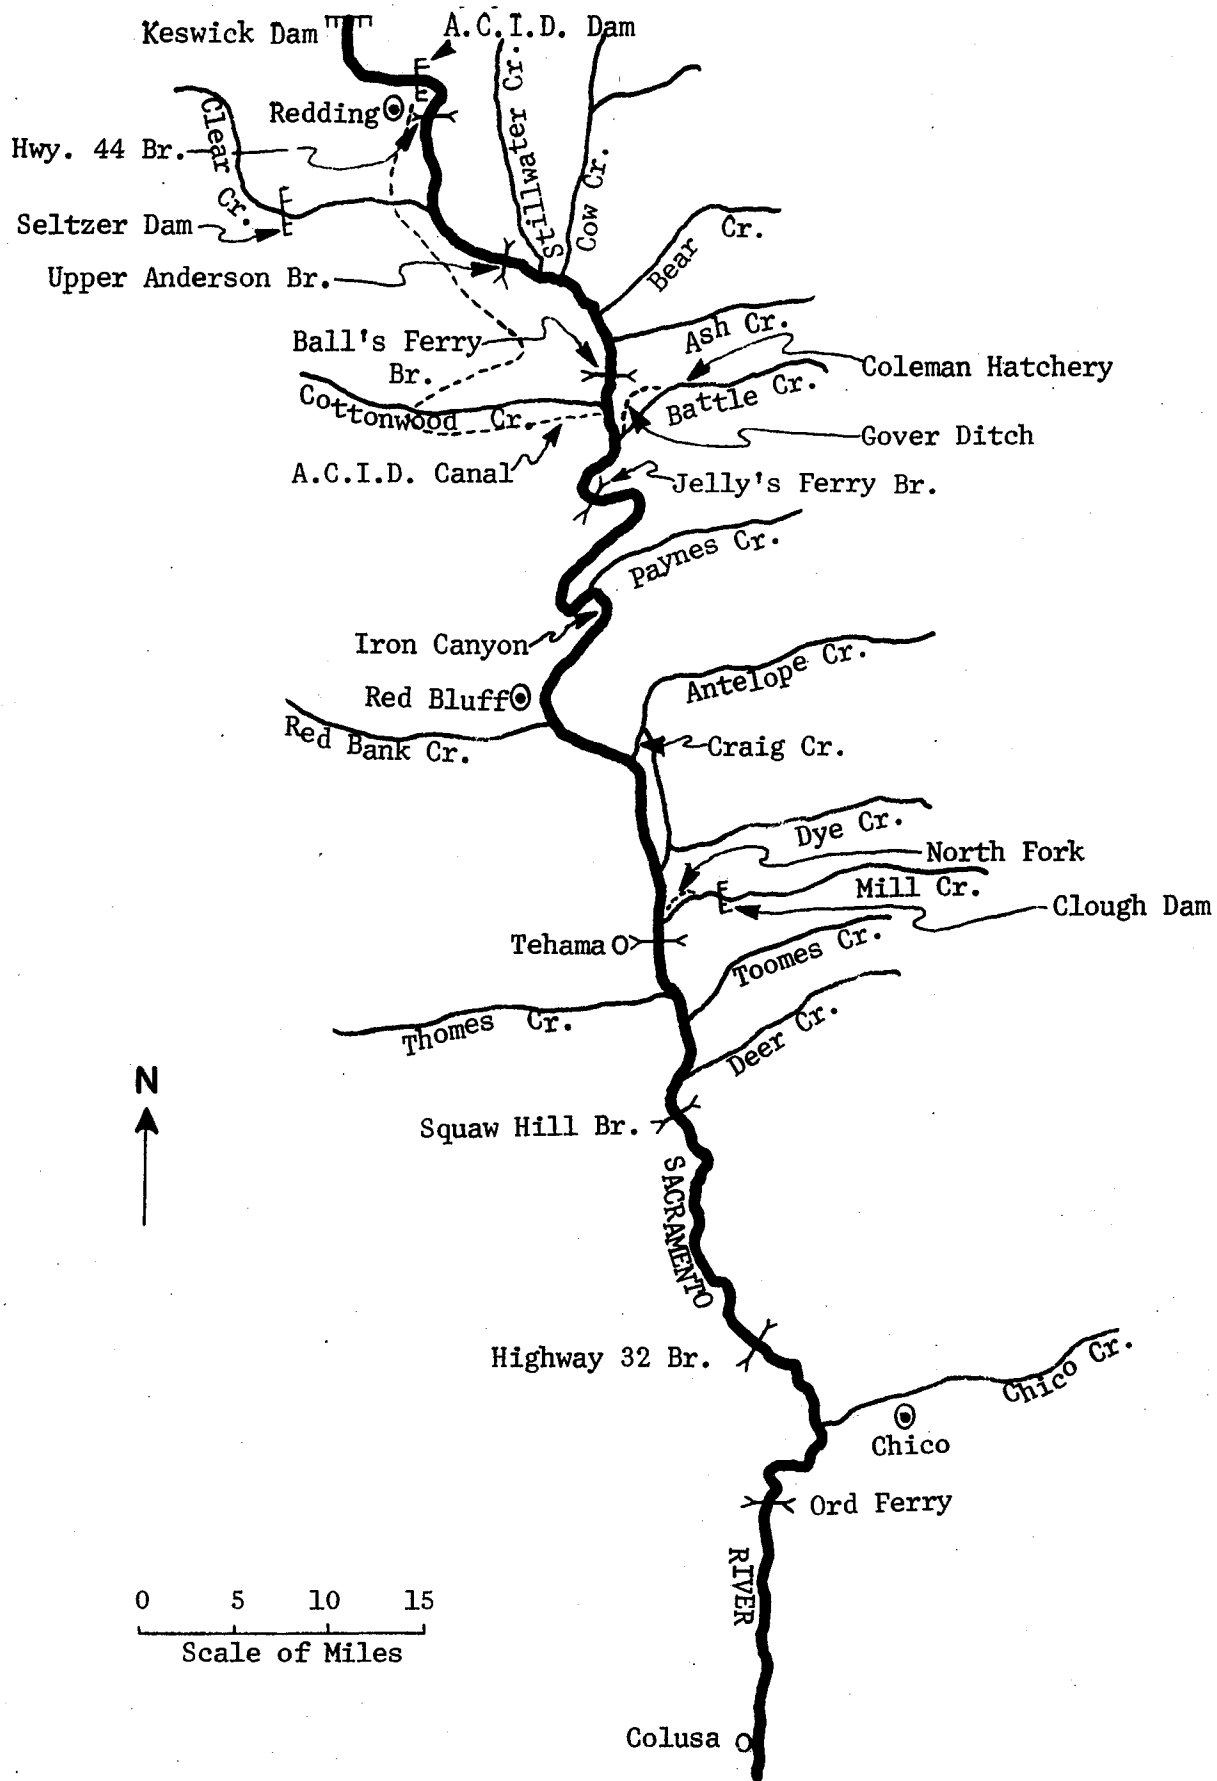 Keswick Dam
A.C.I.D. Dam
Redding
Clear Cr.
Stillwater Cr.
Cow Cr.
Hwy. 44 Br.
Seltzer Dam
Bear Cr.
Upper Anderson Br.
Ash Cr.
Ball's Ferry
Br.
Coleman Hatchery
Battle Cr.
Cottonwood Cr.
Gover Ditch
A.C.I.D. Canal
Jelly's Ferry Br.
Paynes Cr.
Iron Canyon
Antelope Cr.
Red Bluff
Red Bank Cr.
Craig Cr.
Dye Cr.
North Fork
Mill Cr.
Clough Dam
Tehama
Toomes Cr.
Thomes Cr.
Deer Cr.
N
Squaw Hill Br.
SACRAMENTO
Highway 32 Br.
Chico Cr.
Chico
Ord Ferry
RIVER
0 5 10 15
Scale of Miles
Colusa